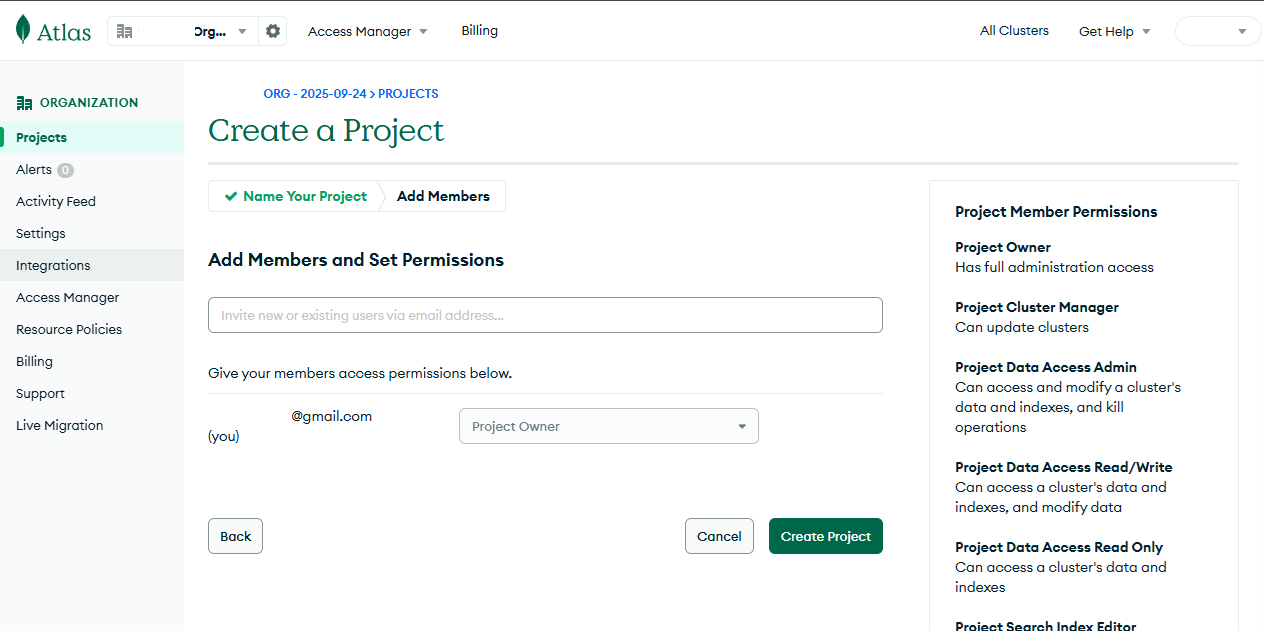 Atlas
Org...
Access Manager
Billing
All Clusters
Get Help
ORGANIZATION
Projects
Alerts 0
Activity Feed
Settings
Integrations
Access Manager
Resource Policies
Billing
Support
Live Migration
ORG - 2025-09-24 > PROJECTS
Create a Project
Name Your Project
Add Members
Add Members and Set Permissions
Invite new or existing users via email address...
Give your members access permissions below.
@gmail.com
(you)
Project Owner
Back
Cancel
Create Project
Project Member Permissions
Project Owner
Has full administration access
Project Cluster Manager
Can update clusters
Project Data Access Admin
Can access and modify a cluster's
data and indexes, and kill
operations
Project Data Access Read/Write
Can access a cluster's data and
indexes, and modify data
Project Data Access Read Only
Can access a cluster's data and
indexes
Project Search Index Editor